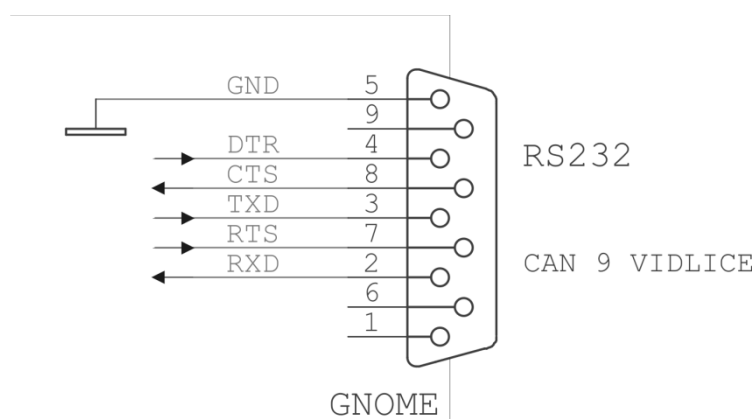 GND 5
9
DTR 4
CTS 8
RS232
TXD 3
RTS 7
RXD 2
CAN 9 VIDLICE
6
1
GNOME